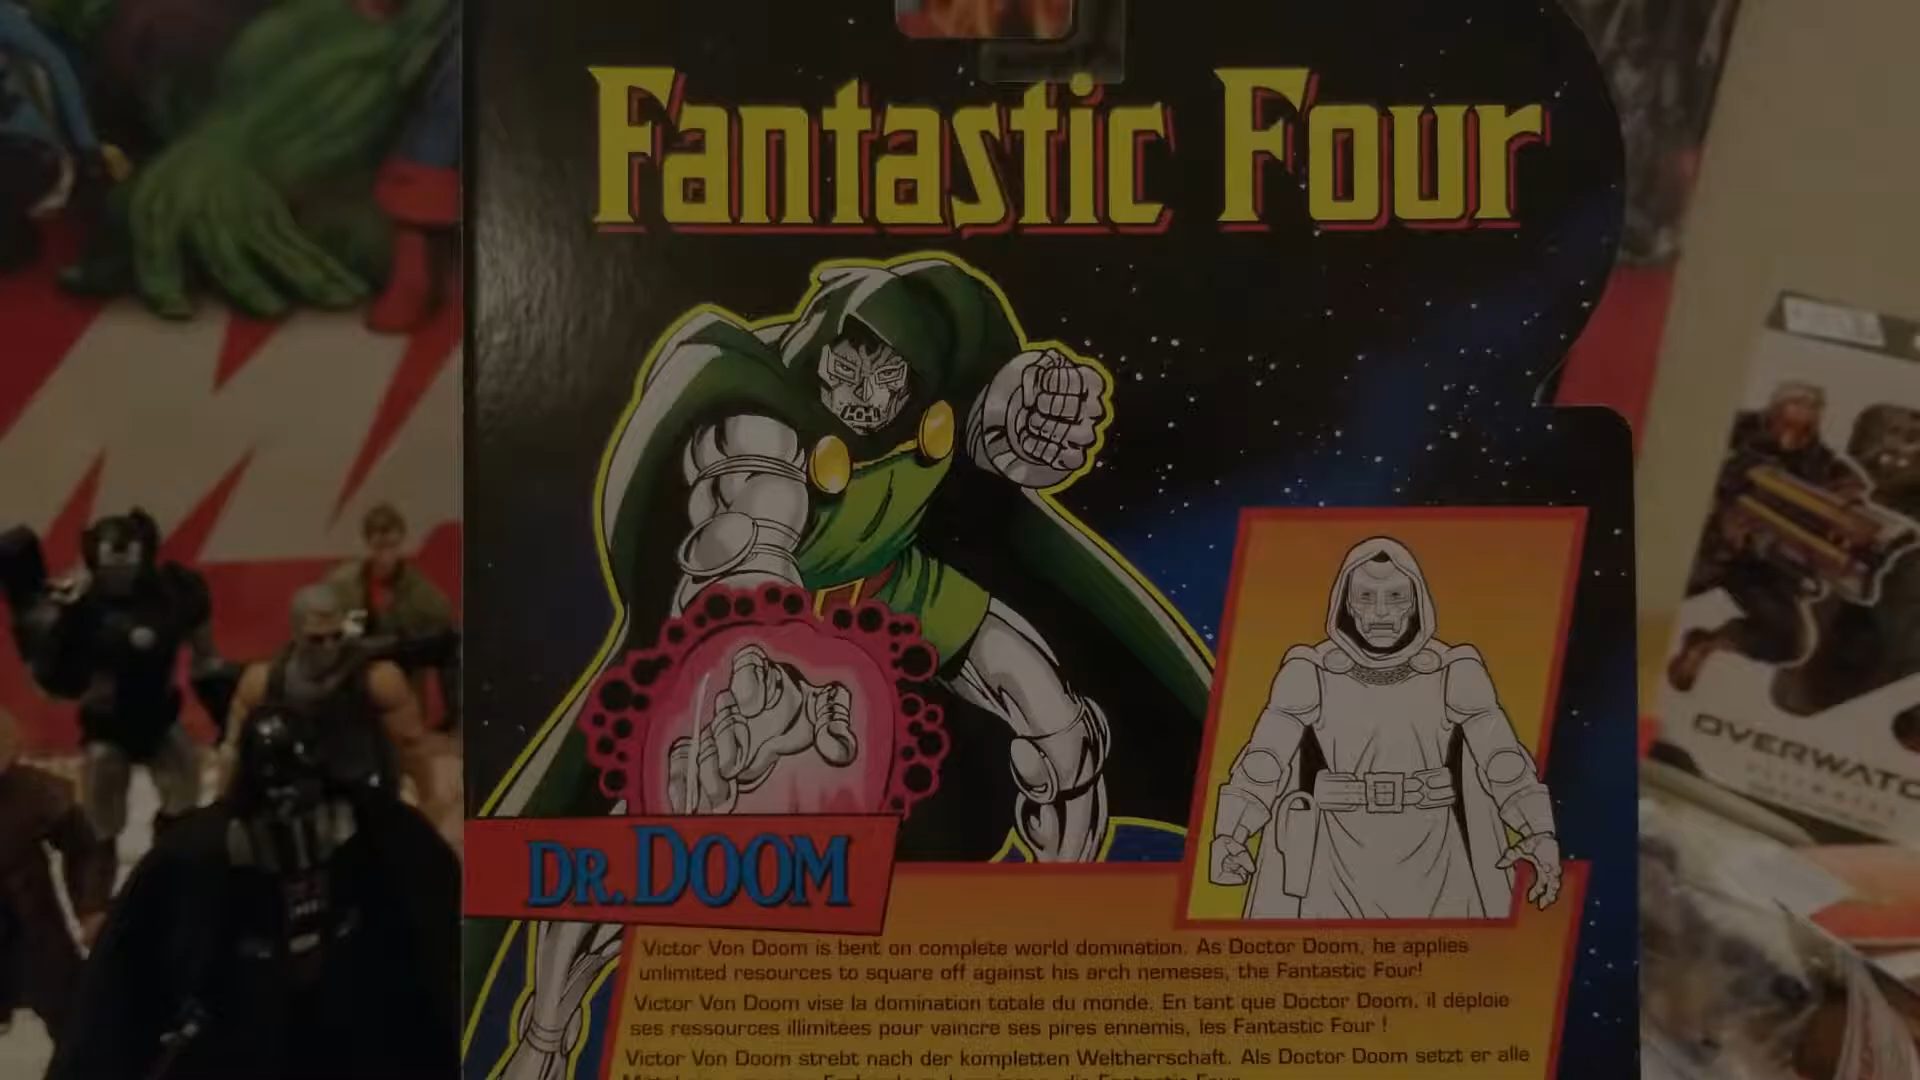 Fantastic Four
DR. DOOM
Victor Von Doom is bent on complete world domination. As Doctor Doom, he applies
unlimited resources to square off against his arch nemeses, the Fantastic Four!
Victor Von Doom vise la domination totale du monde. En tant que Doctor Doom, il déploie
ses ressources illimitées pour vaincre ses pires ennemis, les Fantastic Four !
Victor Von Doom strebt nach der kompletten Weltherrschaft. Als Doctor Doom setzt er alle